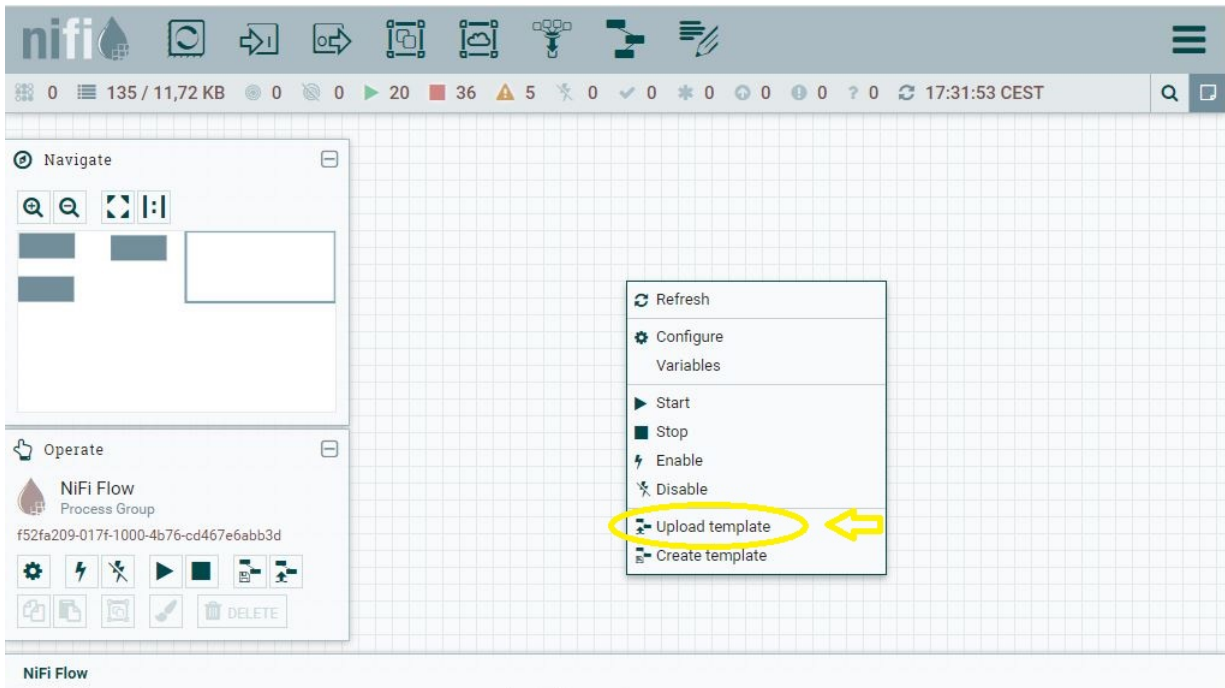 nifi
0 135 / 11,72 KB 0 0 20 36 5 0 0 0 0 0 ? 0 17:31:53 CEST
Navigate
Operate
NiFi Flow
Process Group
f52fa209-017f-1000-4b76-cd467e6abb3d
DELETE
Refresh
Configure
Variables
Start
Stop
Enable
Disable
Upload template
Create template
NiFi Flow